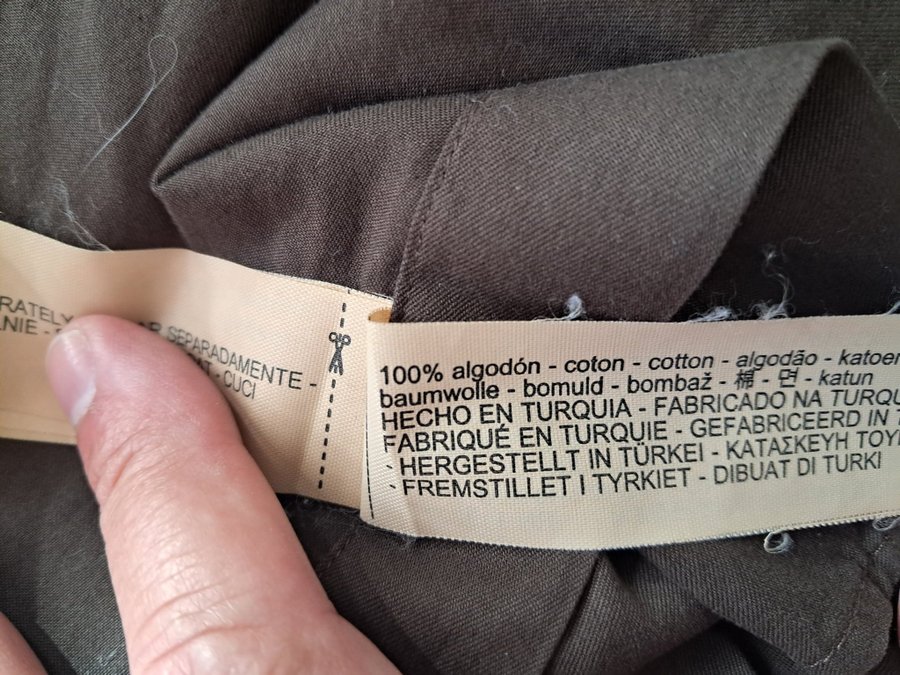 SEPARADAMENTE -
CUCI
100% algodón - coton - cotton - algodão - katoen
baumwolle - bomuld - bombaž - 棉 - 면 - katun
HECHO EN TURQUIA - FABRICADO NA TURQU
FABRIQUÉ EN TURQUIE - GEFABRICEERD IN T
- HERGESTELLT IN TÜRKEI - ΚΑΤΑΣΚΕΥΗ ΤΟΥ
- FREMSTILLET I TYRKIET - DIBUAT DI TURKI